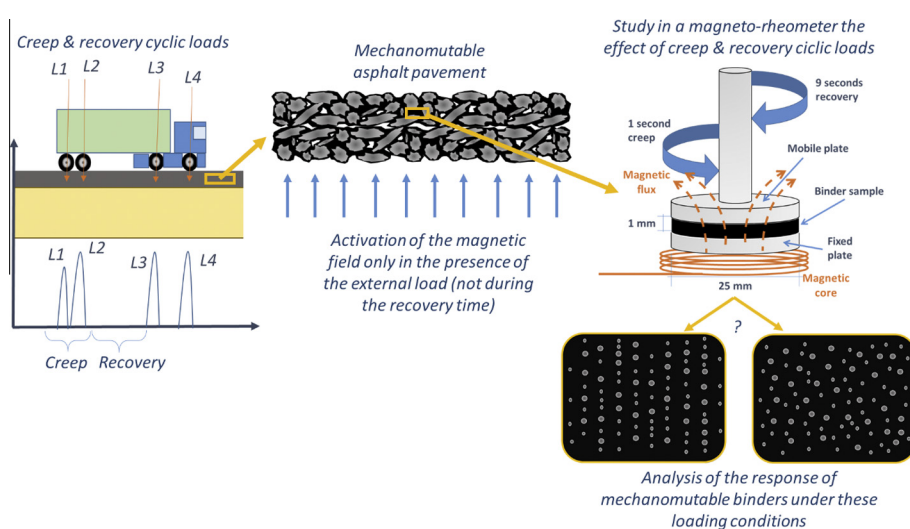 Creep & recovery cyclic loads
L1
L2
L3
L4
L1
L2
L3
L4
Creep
Recovery
Mechanomutable
asphalt pavement
Activation of the magnetic
field only in the presence of
the external load (not during
the recovery time)
Study in a magneto-rheometer the
effect of creep & recovery ciclic loads
9 seconds
recovery
1 second
creep
Mobile plate
Magnetic
flux
Binder sample
1 mm
Fixed
plate
Magnetic
core
25 mm
?
Analysis of the response of
mechanomutable binders under these
loading conditions